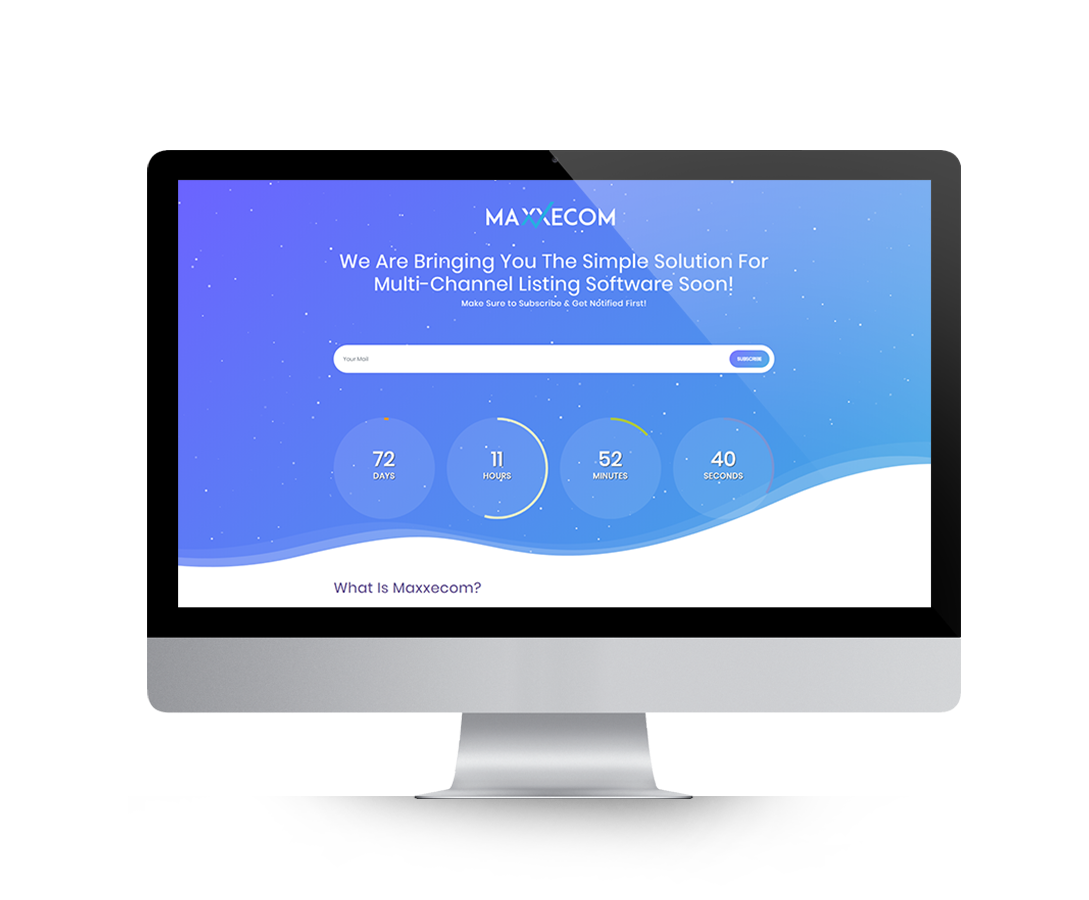 MAXXECOM
We Are Bringing You The Simple Solution For
Multi-Channel Listing Software Soon!
Make Sure to Subscribe & Get Notified First!
Your Mail
SUBSCRIBE
72
DAYS
11
HOURS
52
MINUTES
40
SECONDS
What Is Maxxecom?